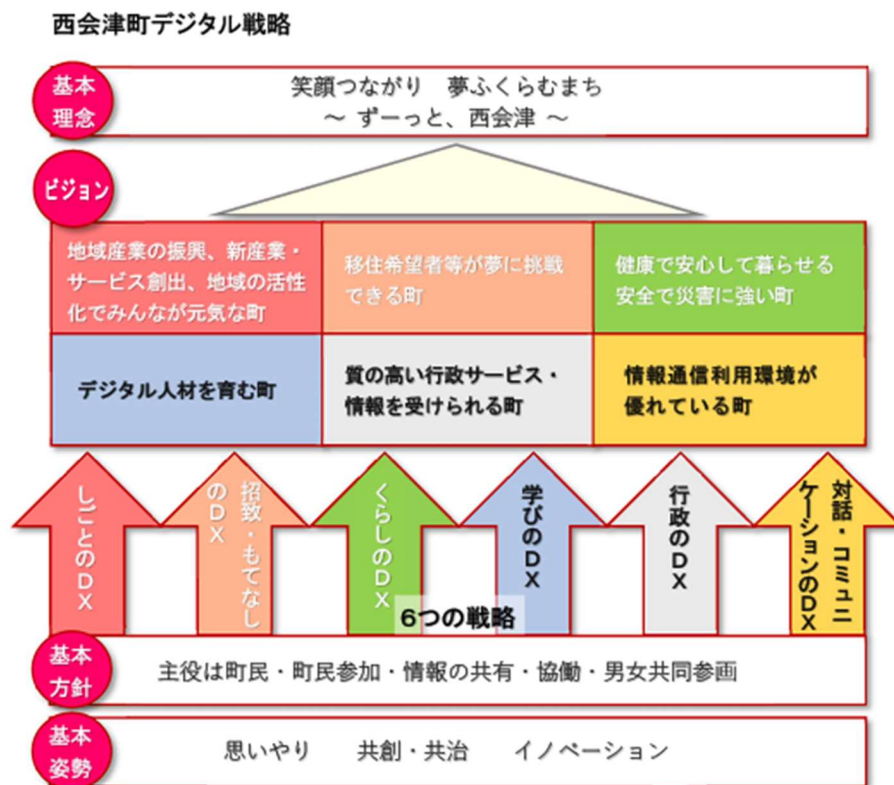 西会津町デジタル戦略
基本
理念
笑顔つながり　夢ふくらむまち
～ ずーっと、西会津 ～
ビジョン
地域産業の振興、新産業・
サービス創出、地域の活性
化でみんなが元気な町
移住希望者等が夢に挑戦
できる町
健康で安心して暮らせる
安全で災害に強い町
デジタル人材を育む町
質の高い行政サービス・
情報を受けられる町
情報通信利用環境が
優れている町
しごとのＤＸ
招致・もてなし
のＤＸ
くらしのＤＸ
学びのＤＸ
行政のＤＸ
対話・コミュニ
ケーションのＤＸ
6つの戦略
基本
方針
主役は町民・町民参加・情報の共有・協働・男女共同参画
基本
姿勢
思いやり　　共創・共治　　イノベーション